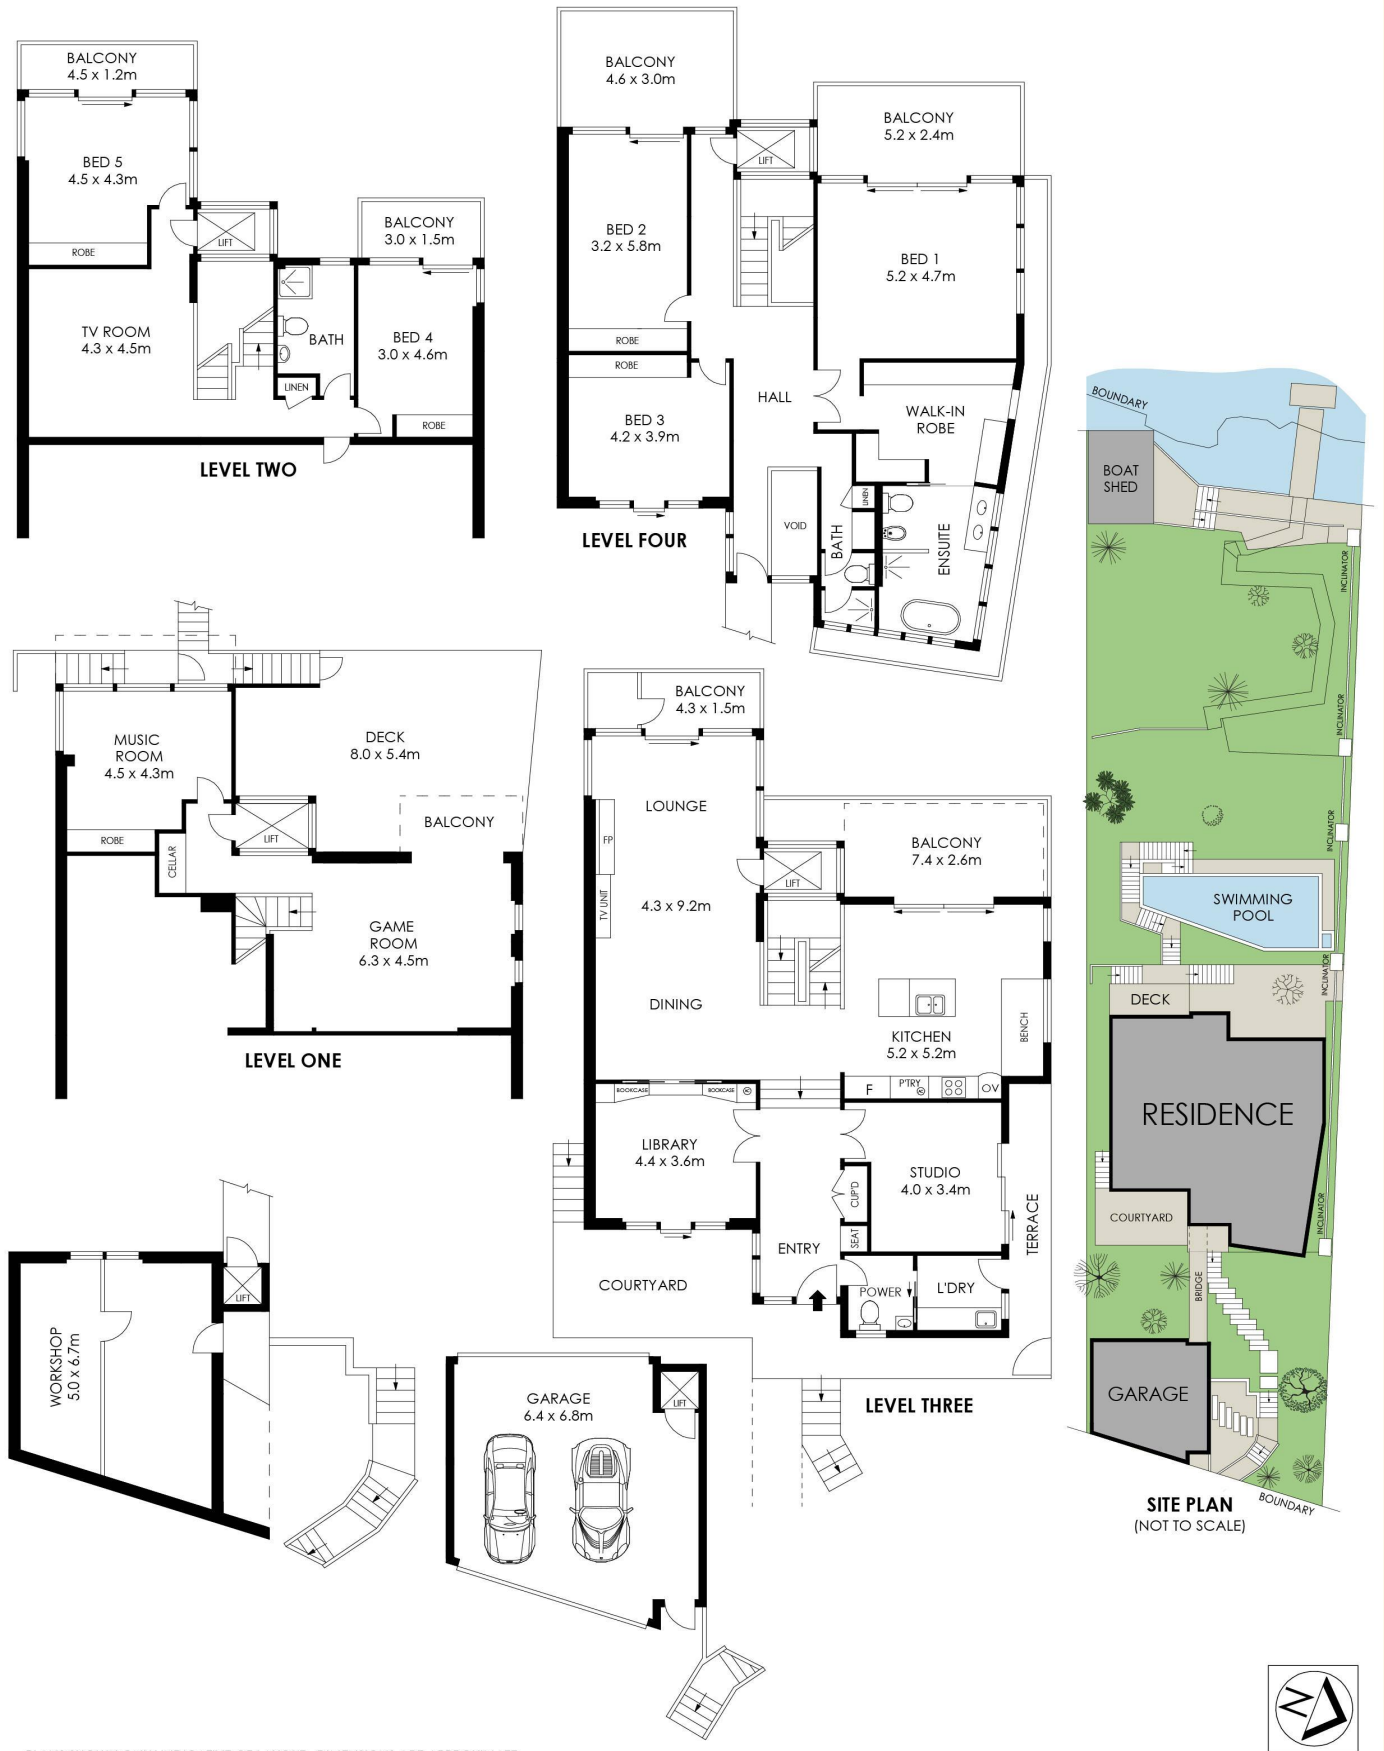 BALCONY
4.5 x 1.2m
BED 5
4.5 x 4.3m
ROBE
LIFT
BALCONY
3.0 x 1.5m
TV ROOM
4.3 x 4.5m
BATH
LINEN
BED 4
3.0 x 4.6m
ROBE
LEVEL TWO
BALCONY
4.6 x 3.0m
BALCONY
5.2 x 2.4m
LIFT
BED 2
3.2 x 5.8m
BED 1
5.2 x 4.7m
ROBE
ROBE
HALL
BED 3
4.2 x 3.9m
WALK-IN
ROBE
LINEN
VOID
BATH
ENSUITE
LEVEL FOUR
MUSIC
ROOM
4.5 x 4.3m
DECK
8.0 x 5.4m
BALCONY
LIFT
ROBE
CELLAR
GAME
ROOM
6.3 x 4.5m
LEVEL ONE
BALCONY
4.3 x 1.5m
LOUNGE
FP
TV UNIT
4.3 x 9.2m
LIFT
BALCONY
7.4 x 2.6m
DINING
KITCHEN
5.2 x 5.2m
BENCH
F
P'TRY
OV
BOOKCASE
BOOKCASE
LIBRARY
4.4 x 3.6m
STUDIO
4.0 x 3.4m
CUP'D
SEAT
TERRACE
ENTRY
COURTYARD
POWER
L'DRY
LEVEL THREE
LIFT
WORKSHOP
5.0 x 6.7m
GARAGE
6.4 x 6.8m
LIFT
BOUNDARY
BOAT
SHED
INCLINATOR
INCLINATOR
INCLINATOR
SWIMMING
POOL
INCLINATOR
DECK
RESIDENCE
COURTYARD
INCLINATOR
BRIDGE
GARAGE
BOUNDARY
SITE PLAN
(NOT TO SCALE)
N